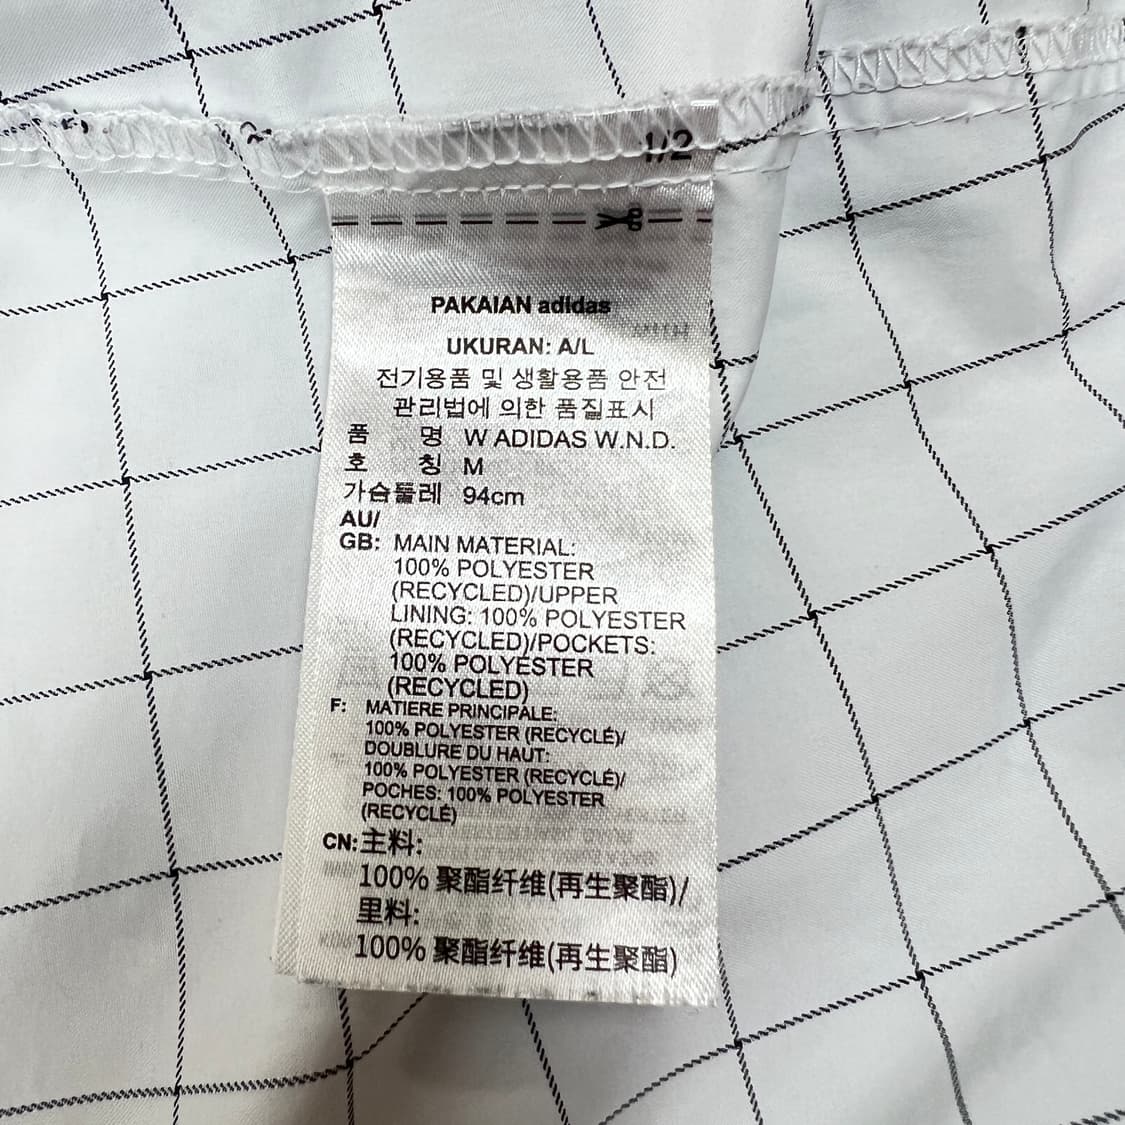 1/2
PAKAIAN adidas
UKURAN: A/L
전기용품 및 생활용품 안전
관리법에 의한 품질표시
품 명 W ADIDAS W.N.D.
호 칭 M
가슴둘레 94cm
AU/
GB: MAIN MATERIAL:
100% POLYESTER
(RECYCLED)/UPPER
LINING: 100% POLYESTER
(RECYCLED)/POCKETS:
100% POLYESTER
(RECYCLED)
F: MATIERE PRINCIPALE:
100% POLYESTER (RECYCLÉ)/
DOUBLURE DU HAUT:
100% POLYESTER (RECYCLÉ)/
POCHES: 100% POLYESTER
(RECYCLÉ)
CN: 主料:
100% 聚酯纤维(再生聚酯)/
里料:
100% 聚酯纤维(再生聚酯)